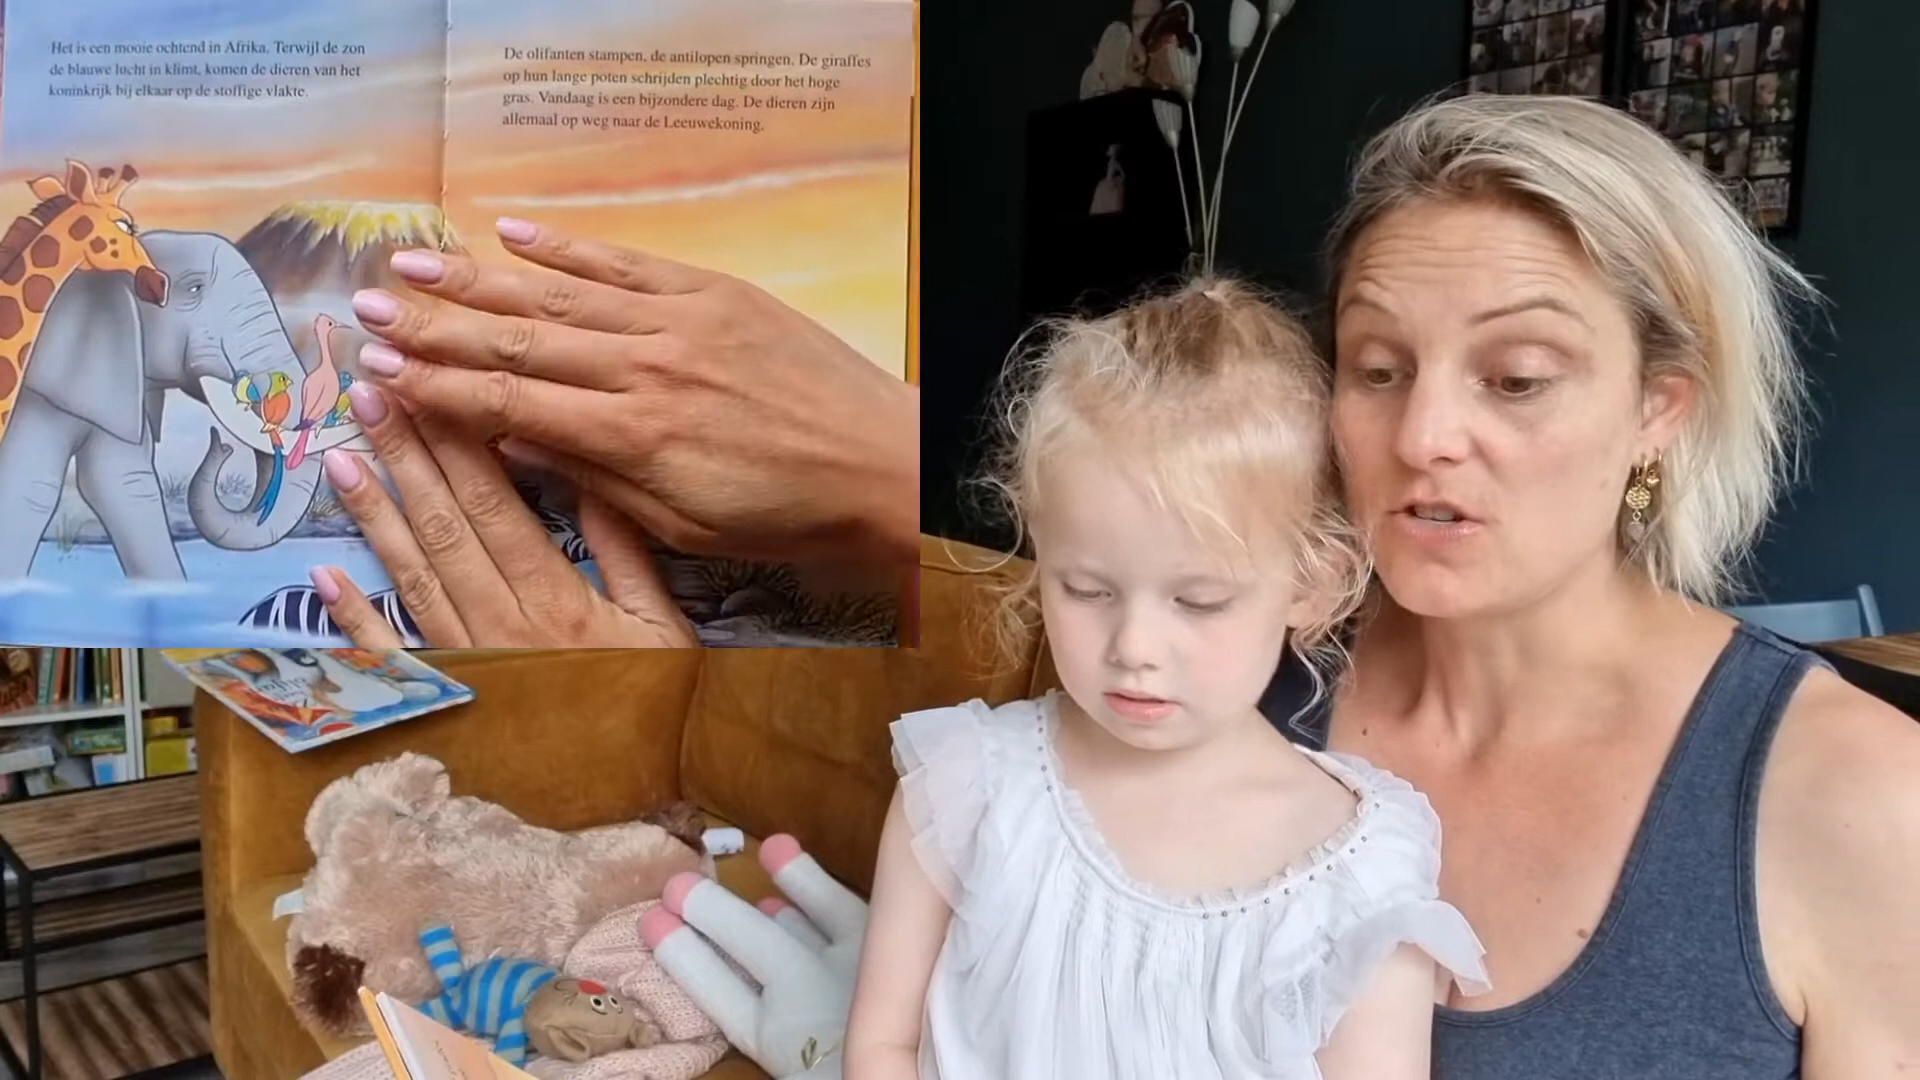 Het is een mooie ochtend in Afrika. Terwijl de zon
de blauwe lucht in klimt, komen de dieren van het
koninkrijk bij elkaar op de stoffige vlakte.
De olifanten stampen, de antilopen springen. De giraffes
op hun lange poten schrijden plechtig door het hoge
gras. Vandaag is een bijzondere dag. De dieren zijn
allemaal op weg naar de Leeuwekoning.